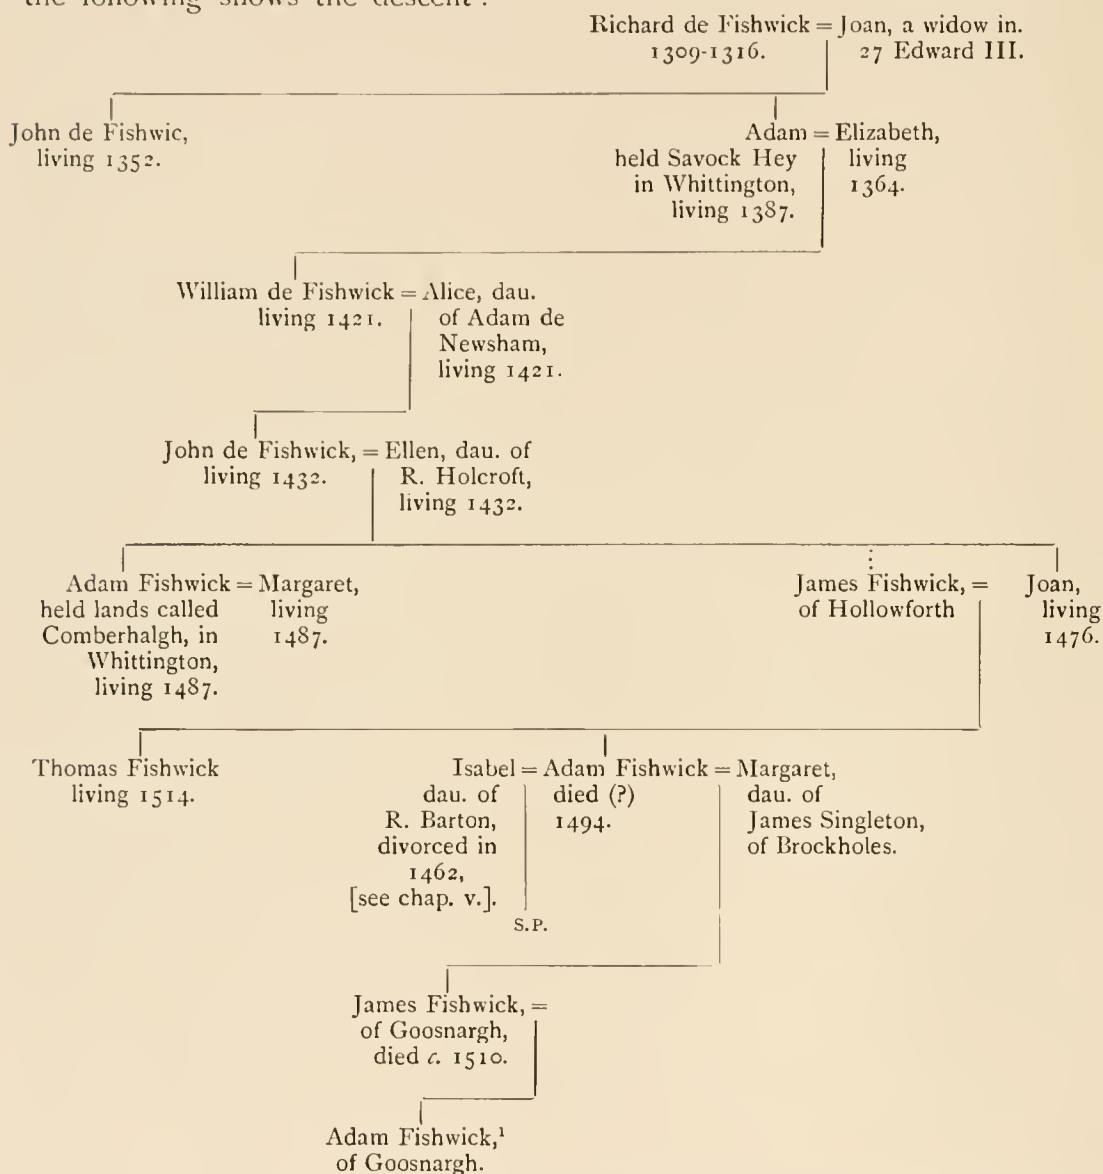 the following shows the descent :
Richard de Fishwick = Joan, a widow in.
1309-1316. 27 Edward III.
John de Fishwic,
living 1352.
Adam = Elizabeth,
held Savock Hey living
in Whittington, 1364.
living 1387.
William de Fishwick = Alice, dau.
living 1421. of Adam de
Newsham,
living 1421.
John de Fishwick, = Ellen, dau. of
living 1432. R. Holcroft,
living 1432.
Adam Fishwick = Margaret,
held lands called living
Comberhalgh, in 1487.
Whittington,
living 1487.
James Fishwick, =
of Hollowforth
Joan,
living
1476.
Thomas Fishwick
living 1514.
Isabel = Adam Fishwick = Margaret,
dau. of died (?) dau. of
R. Barton, 1494. James Singleton,
divorced in of Brockholes.
1462,
[see chap. v.].
S.P.
James Fishwick, =
of Goosnargh,
died c. 1510.
Adam Fishwick,¹
of Goosnargh.